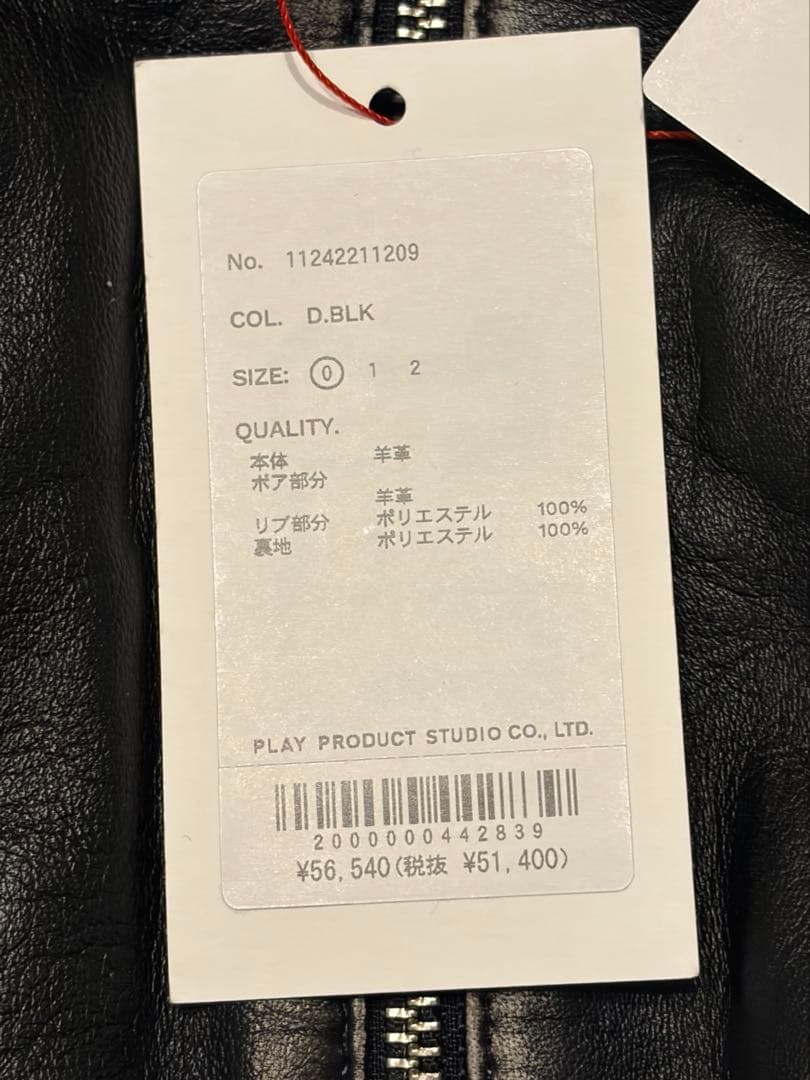 No. 11242211209
COL. D.BLK
SIZE: 0 1 2
QUALITY.
本体 羊革
ボア部分
羊革
リブ部分 ポリエステル 100%
裏地 ポリエステル 100%
PLAY PRODUCT STUDIO CO., LTD.
2000000442839
¥56,540(税抜 ¥51,400)